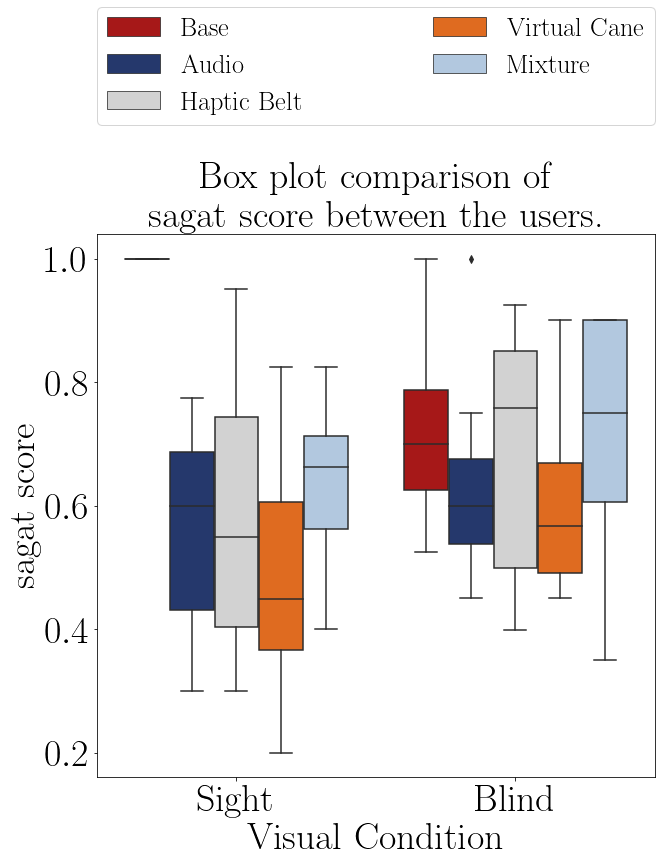 Base
Audio
Haptic Belt
Virtual Cane
Mixture
Box plot comparison of
sagat score between the users.
sagat score
1.0
0.8
0.6
0.4
0.2
Sight
Blind
Visual Condition